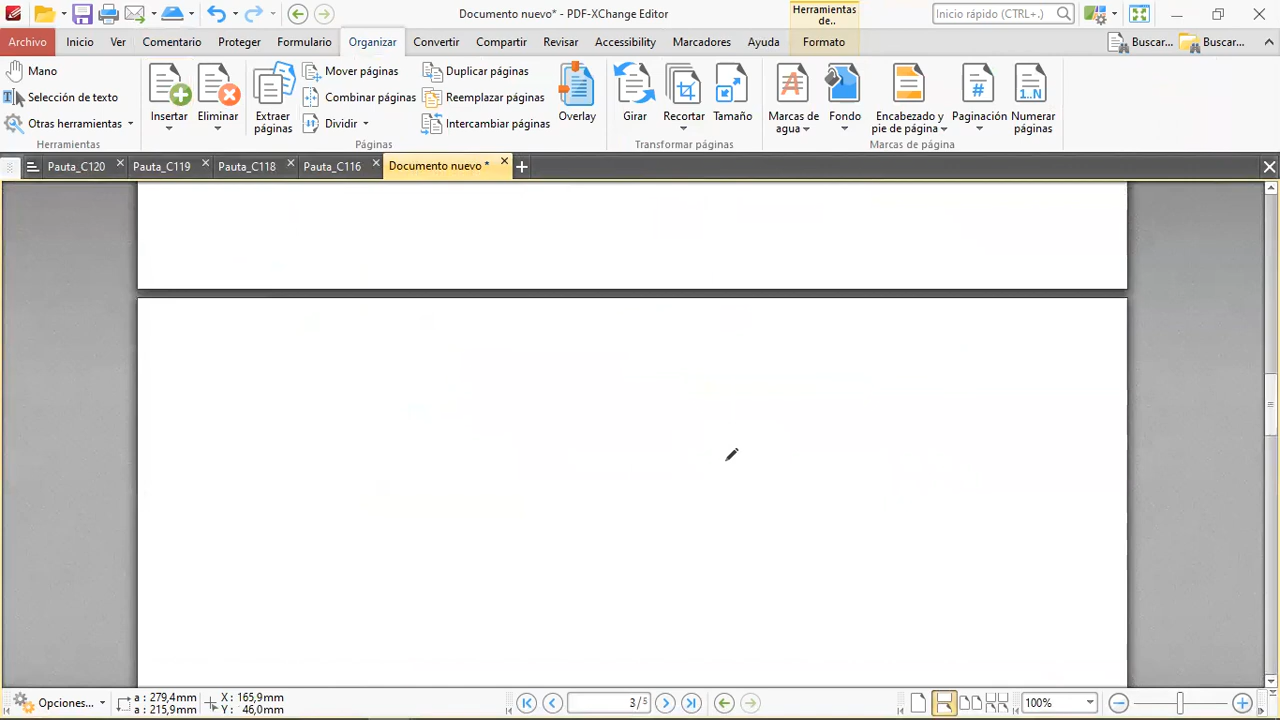 Documento nuevo * - PDF-XChange Editor
Herramientas de..
Inicio rápido (CTRL+.)
Archivo Inicio Ver Comentario Proteger Formulario Organizar Convertir Compartir Revisar Accessibility Marcadores Ayuda Formato Buscar... Buscar...
Mano
Selección de texto
Otras herramientas
Herramientas
Insertar
Eliminar
Extraer páginas
Mover páginas
Combinar páginas
Dividir
Duplicar páginas
Reemplazar páginas
Intercambiar páginas
Overlay
Páginas
Girar
Recortar
Tamaño
Transformar páginas
Marcas de agua
Fondo
Encabezado y pie de página
Paginación
Numerar páginas
Marcas de página
Pauta_C120 Pauta_C119 Pauta_C118 Pauta_C116 Documento nuevo *
Opciones...
a : 279,4mm
a : 215,9mm
X : 165,9mm
Y : 46,0mm
3 / 5
100%